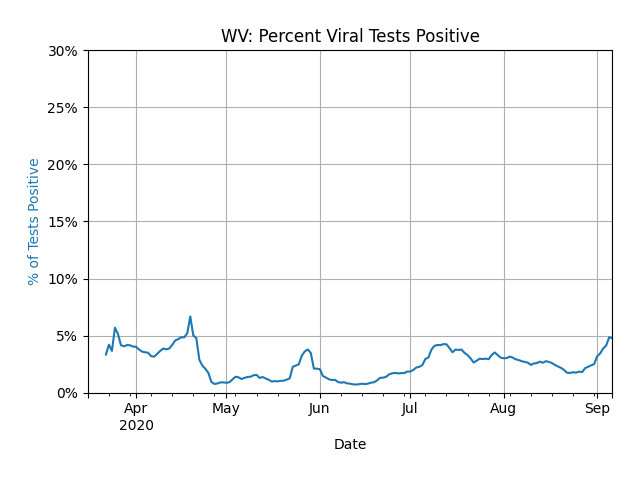 WV: Percent Viral Tests Positive
30%
25%
20%
15%
10%
5%
0%
% of Tests Positive
Apr
2020
May
Jun
Jul
Aug
Sep
Date